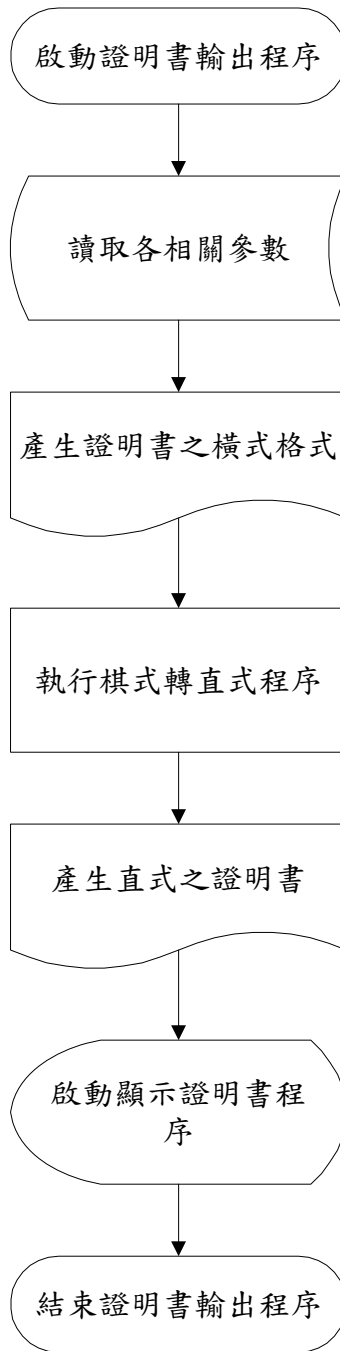 啟動證明書輸出程序
讀取各相關參數
產生證明書之橫式格式
執行棋式轉直式程序
產生直式之證明書
啟動顯示證明書程
序
結束證明書輸出程序